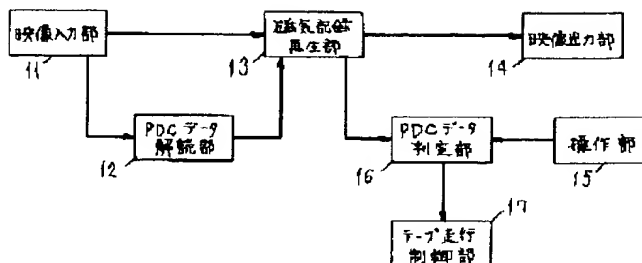 映像入力部
11
磁気記録
再生部
13
映像出力部
14
PDCデータ
解読部
12
PDCデータ
判定部
16
操作部
15
テープ走行
制御部
17